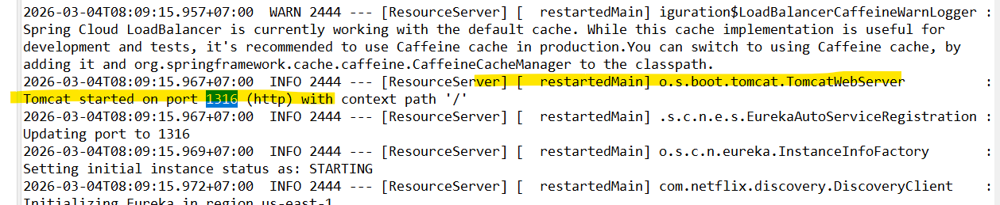 2026-03-04T08:09:15.957+07:00  WARN 2444 --- [ResourceServer] [  restartedMain] iguration$LoadBalancerCaffeineWarnLogger :
Spring Cloud LoadBalancer is currently working with the default cache. While this cache implementation is useful for
development and tests, it's recommended to use Caffeine cache in production.You can switch to using Caffeine cache, by
adding it and org.springframework.cache.caffeine.CaffeineCacheManager to the classpath.
2026-03-04T08:09:15.967+07:00  INFO 2444 --- [ResourceServer] [  restartedMain] o.s.boot.tomcat.TomcatWebServer          :
Tomcat started on port 1316 (http) with context path '/'
2026-03-04T08:09:15.967+07:00  INFO 2444 --- [ResourceServer] [  restartedMain] .s.c.n.e.s.EurekaAutoServiceRegistration :
Updating port to 1316
2026-03-04T08:09:15.969+07:00  INFO 2444 --- [ResourceServer] [  restartedMain] o.s.c.n.eureka.InstanceInfoFactory       :
Setting initial instance status as: STARTING
2026-03-04T08:09:15.972+07:00  INFO 2444 --- [ResourceServer] [  restartedMain] com.netflix.discovery.DiscoveryClient    :
Initializing Eureka in region us-east-1